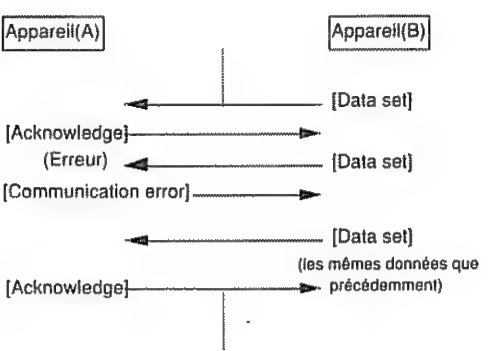 Appareil(A)
Appareil(B)
[Data set]
[Acknowledge]
(Erreur)
[Data set]
[Communication error]
[Data set]
(les mêmes données que
précédemment)
[Acknowledge]